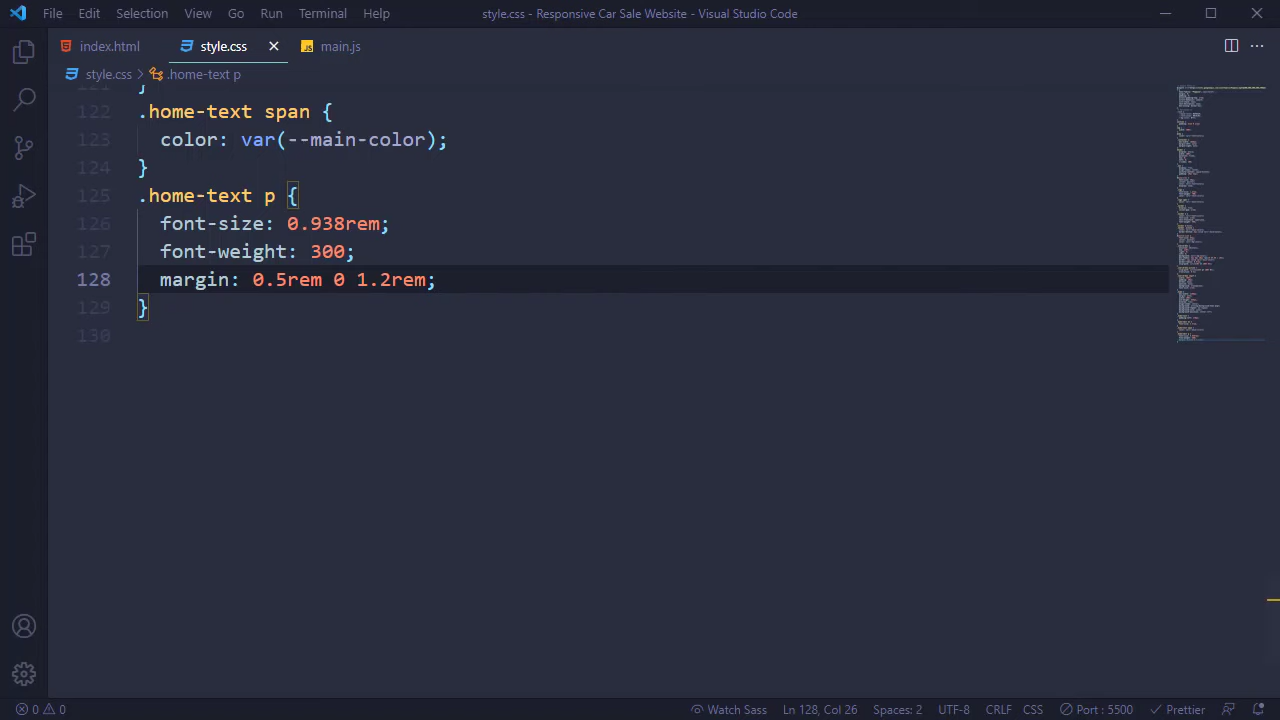 File Edit Selection View Go Run Terminal Help style.css - Responsive Car Sale Website - Visual Studio Code
index.html style.css JS main.js
style.css > .home-text p
121 }
122 .home-text span {
123 color: var(--main-color);
124 }
125 .home-text p {
126 font-size: 0.938rem;
127 font-weight: 300;
128 margin: 0.5rem 0 1.2rem;
129 }
130
0 0 Watch Sass Ln 128, Col 26 Spaces: 2 UTF-8 CRLF CSS Port : 5500 Prettier